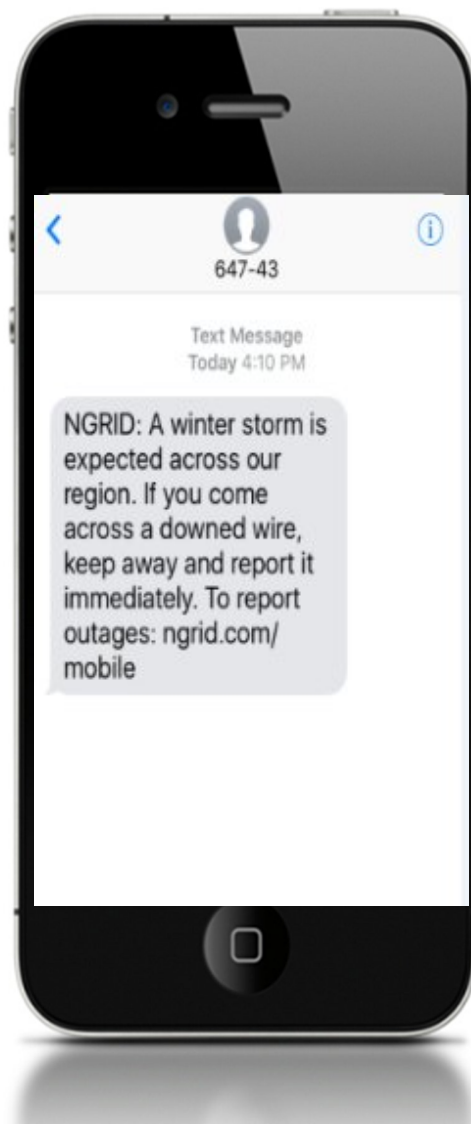 647-43
Text Message
Today 4:10 PM
NGRID: A winter storm is
expected across our
region. If you come
across a downed wire,
keep away and report it
immediately. To report
outages: ngrid.com/
mobile